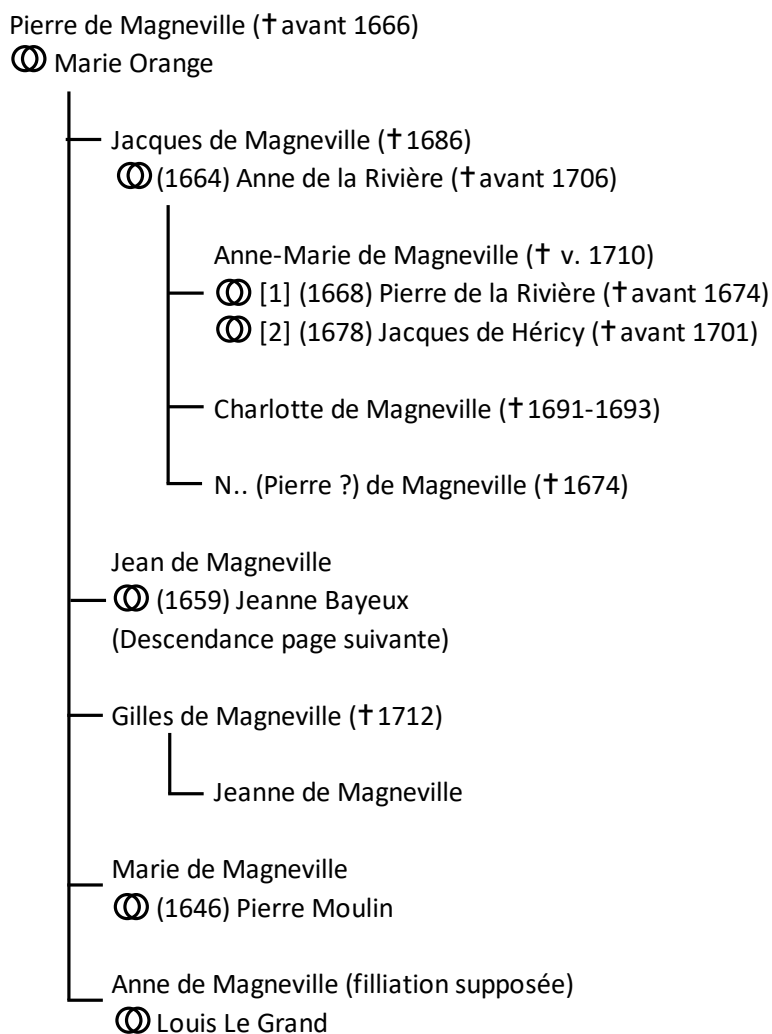 Pierre de Magneville († avant 1666)
Marie Orange
Jacques de Magneville († 1686)
(1664) Anne de la Rivière († avant 1706)
Anne-Marie de Magneville († v. 1710)
[1] (1668) Pierre de la Rivière († avant 1674)
[2] (1678) Jacques de Héricy († avant 1701)
Charlotte de Magneville († 1691-1693)
N.. (Pierre ?) de Magneville († 1674)
Jean de Magneville
(1659) Jeanne Bayeux
(Descendance page suivante)
Gilles de Magneville († 1712)
Jeanne de Magneville
Marie de Magneville
(1646) Pierre Moulin
Anne de Magneville (filliation supposée)
Louis Le Grand